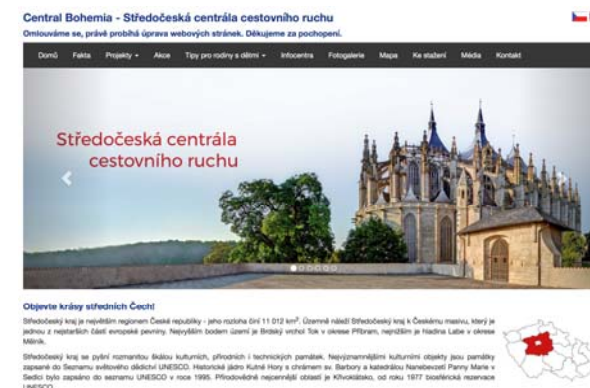 Central Bohemia - Středočeská centrála cestovního ruchu
Omlouváme se, právě probíhá úprava webových stránek. Děkujeme za pochopení.
Domů Fakta Projekty Akce Tipy pro rodiny s dětmi Infocentra Fotogalerie Mapa Ke stažení Média Kontakt
Středočeská centrála
cestovního ruchu
Objevte krásy středních Čech!
Středočeský kraj je největším regionem České republiky - jeho rozloha činí 11 012 km². Územně náleží Středočeský kraj k Českému masivu, který je
jednou z nejstarších částí evropské pevniny. Nejvyšším bodem území je Brdský vrchol Tok v okrese Příbram, nejnižším je hladina Labe v okrese
Mělník.
Středočeský kraj se pyšní rozmanitou škálou kulturních, přírodních i technických památek. Nejvýznamnějšími kulturními objekty jsou památky
zapsané do Seznamu světového dědictví UNESCO. Historické jádro Kutné Hory s chrámem sv. Barbory a katedrálou Nanebevzetí Panny Marie v
Sedlci bylo zapsáno do seznamu UNESCO v roce 1995. Přírodovědně nejcennější oblastí je Křivoklátsko, od roku 1977 biosférická rezervace
UNESCO.